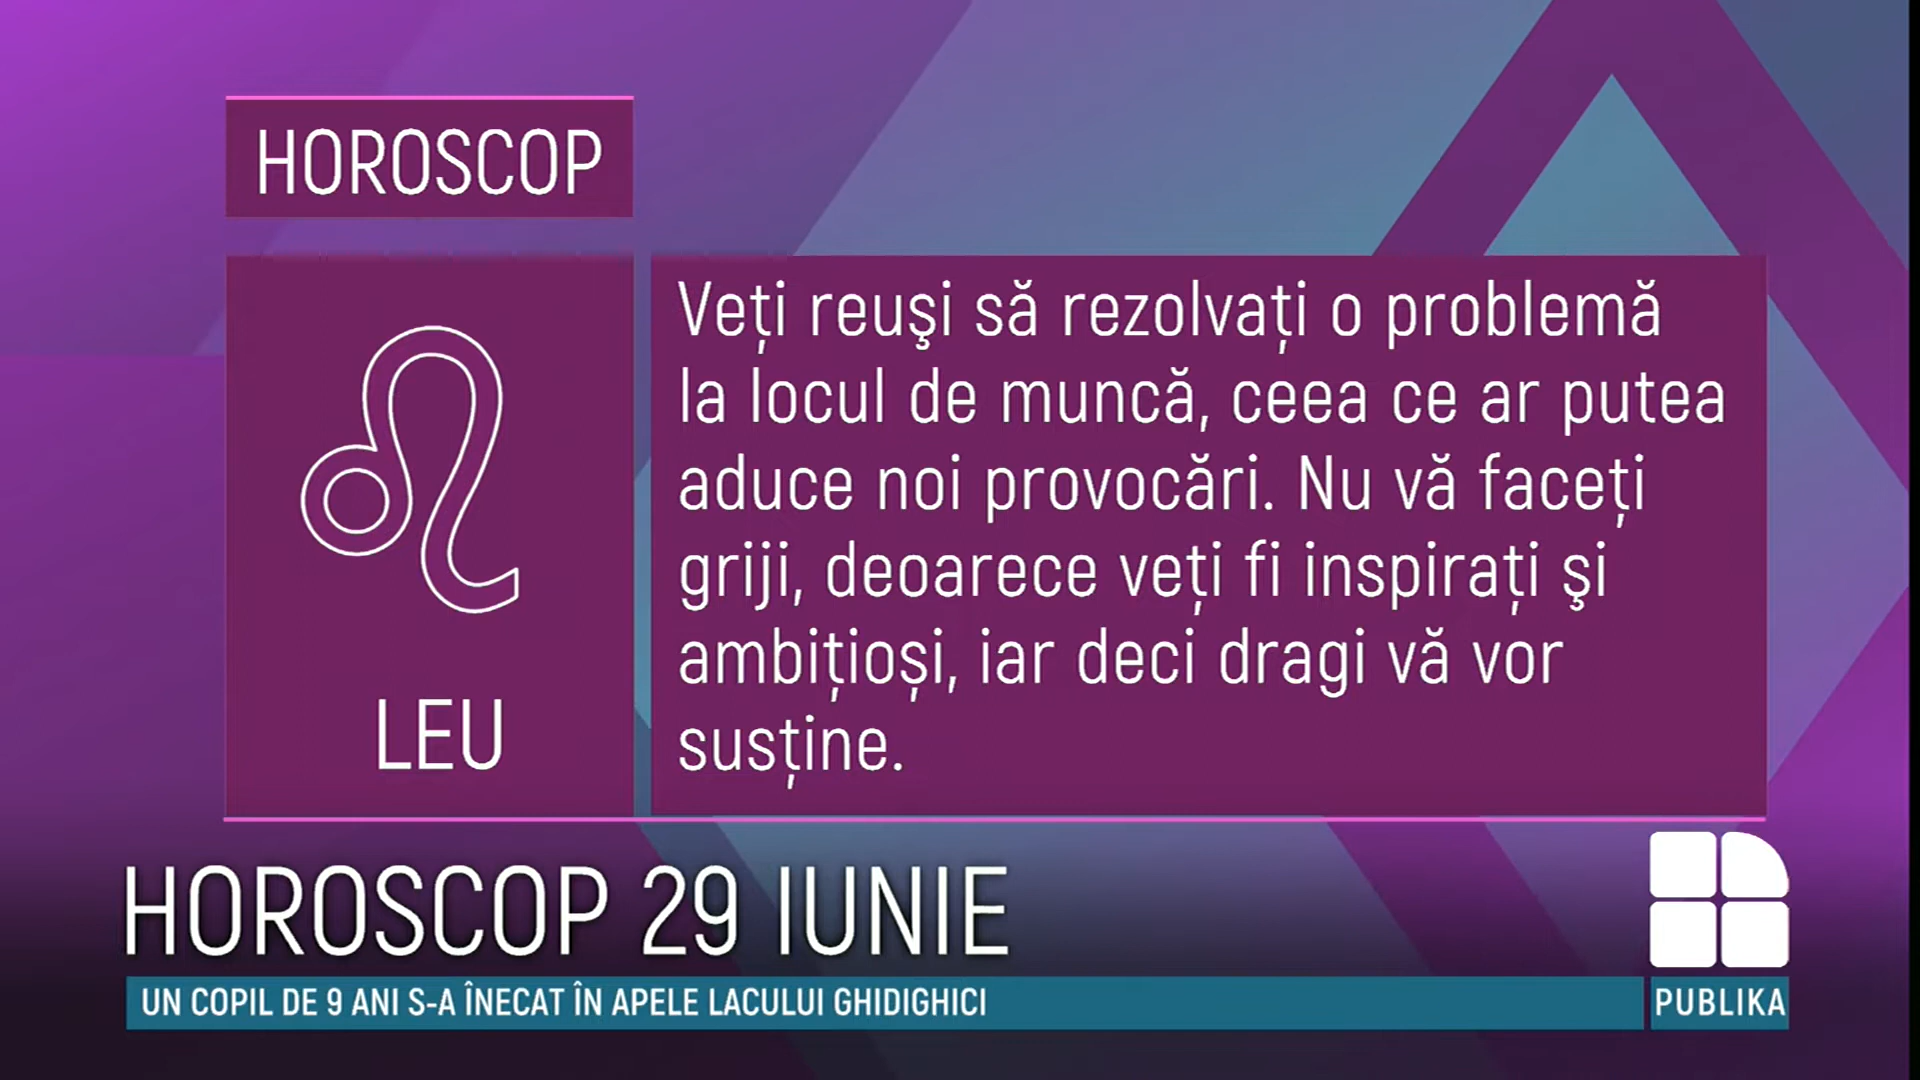 HOROSCOP
LEU
Veți reuşi să rezolvați o problemă
la locul de muncă, ceea ce ar putea
aduce noi provocări. Nu vă faceți
griji, deoarece veți fi inspirați şi
ambițioși, iar deci dragi vă vor
susține.
HOROSCOP 29 IUNIE
UN COPIL DE 9 ANI S-A ÎNECAT ÎN APELE LACULUI GHIDIGHICI
PUBLIKA